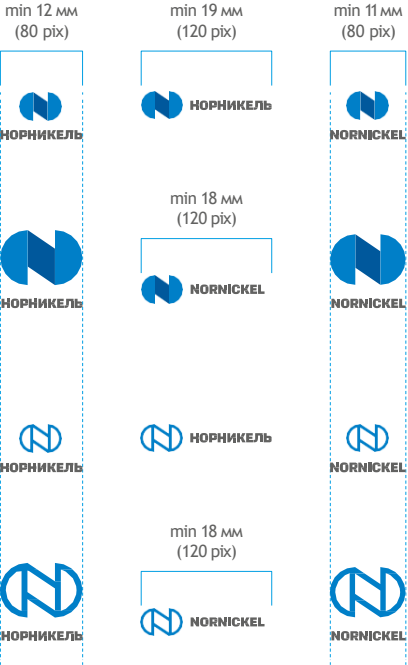 min 12 мм
(80 pix)
min 19 мм
(120 pix)
min 11 мм
(80 pix)
НОРНИКЕЛЬ
НОРНИКЕЛЬ
NORNICKEL
min 18 мм
(120 pix)
НОРНИКЕЛЬ
NORNICKEL
NORNICKEL
НОРНИКЕЛЬ
НОРНИКЕЛЬ
NORNICKEL
min 18 мм
(120 pix)
НОРНИКЕЛЬ
NORNICKEL
NORNICKEL